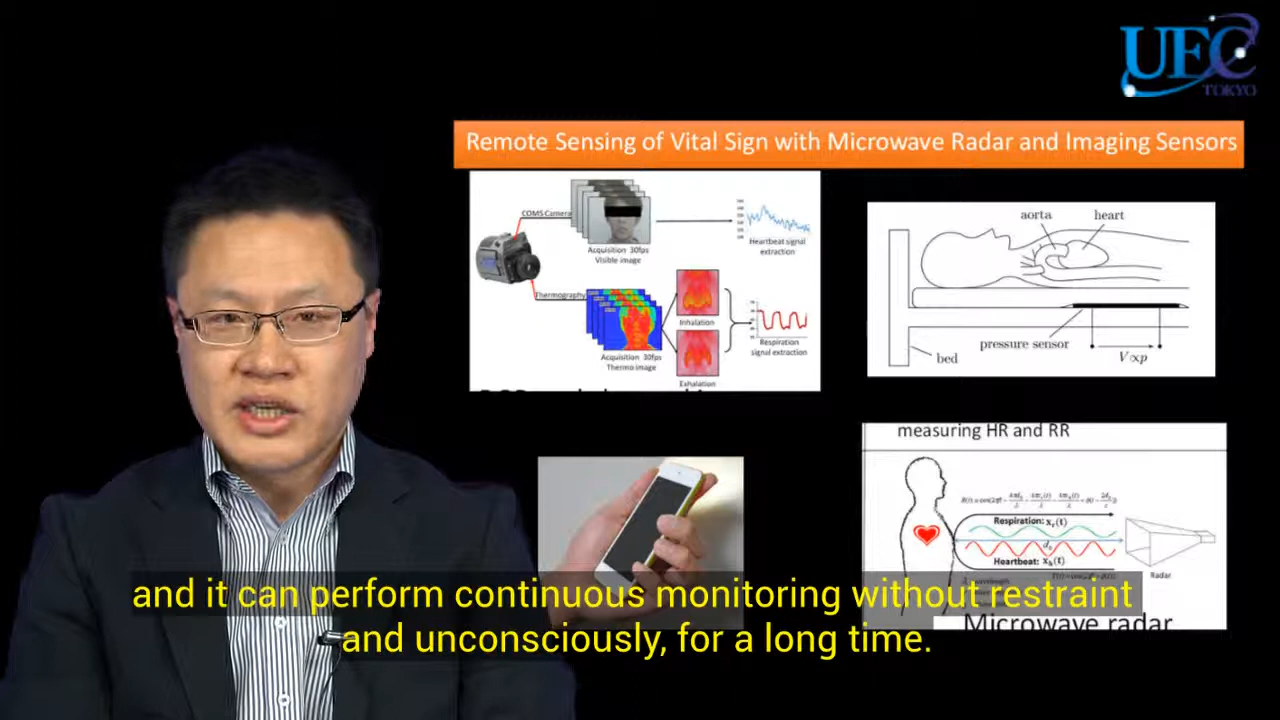 UEC
TOKYO
Remote Sensing of Vital Sign with Microwave Radar and Imaging Sensors
COMS Camera
Acquisition 30fps
Visible image
Heartbeat signal
extraction
Thermography
Inhalation
Acquisition 30fps
Thermo image
Respiration
signal extraction
Exhalation
aorta heart
pressure sensor
bed
V∝p
measuring HR and RR
Respiration: xr(t)
d0
Heartbeat: xh(t)
Radar
Microwave radar
and it can perform continuous monitoring without restraint
and unconsciously, for a long time.